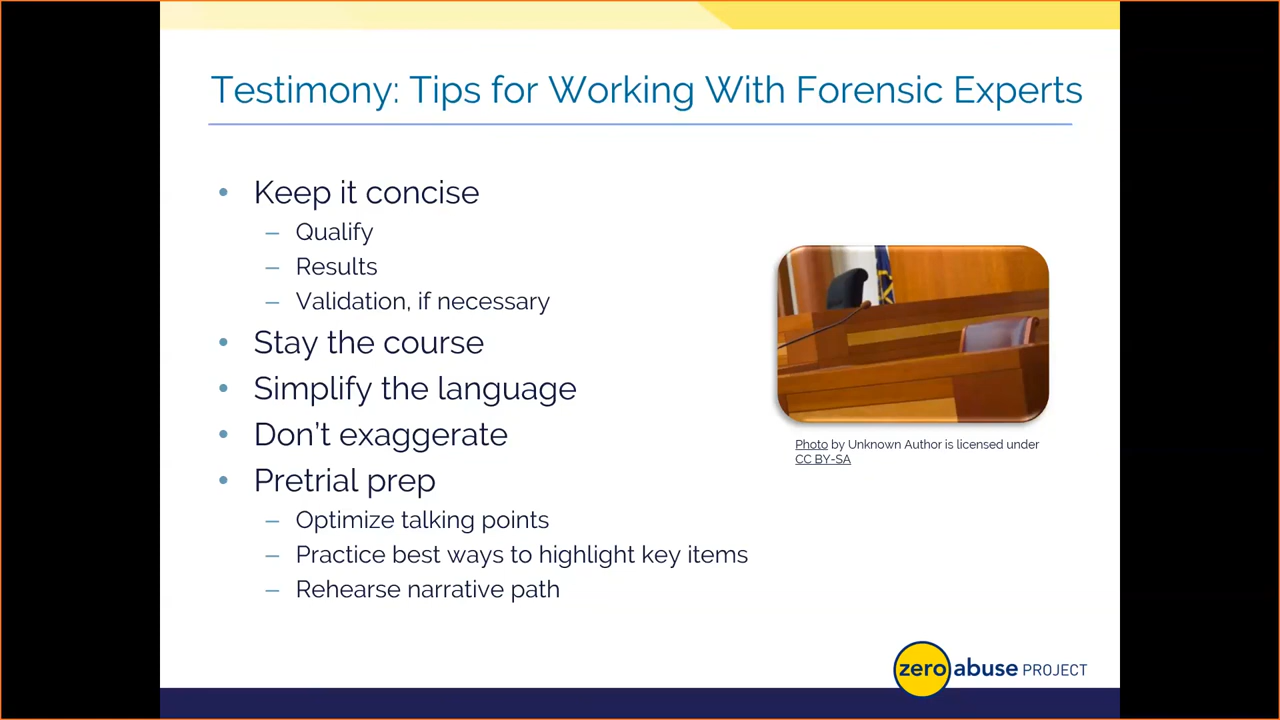 Testimony: Tips for Working With Forensic Experts
• Keep it concise
– Qualify
– Results
– Validation, if necessary
• Stay the course
• Simplify the language
• Don’t exaggerate
• Pretrial prep
– Optimize talking points
– Practice best ways to highlight key items
– Rehearse narrative path
Photo by Unknown Author is licensed under
CC BY-SA
zero abuse PROJECT